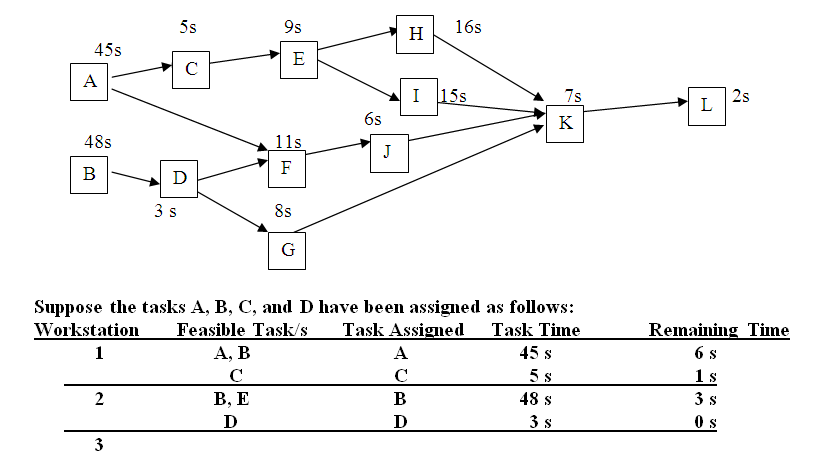 5s 9s 16s
H
45s
C E
A I 15s 7s L 2s
6s K
48s 11s J
B D F
3 s 8s
G
Suppose the tasks A, B, C, and D have been assigned as follows:
Workstation Feasible Task/s Task Assigned Task Time Remaining Time
1 A, B A 45 s 6 s
C C 5 s 1 s
2 B, E B 48 s 3 s
D D 3 s 0 s
3